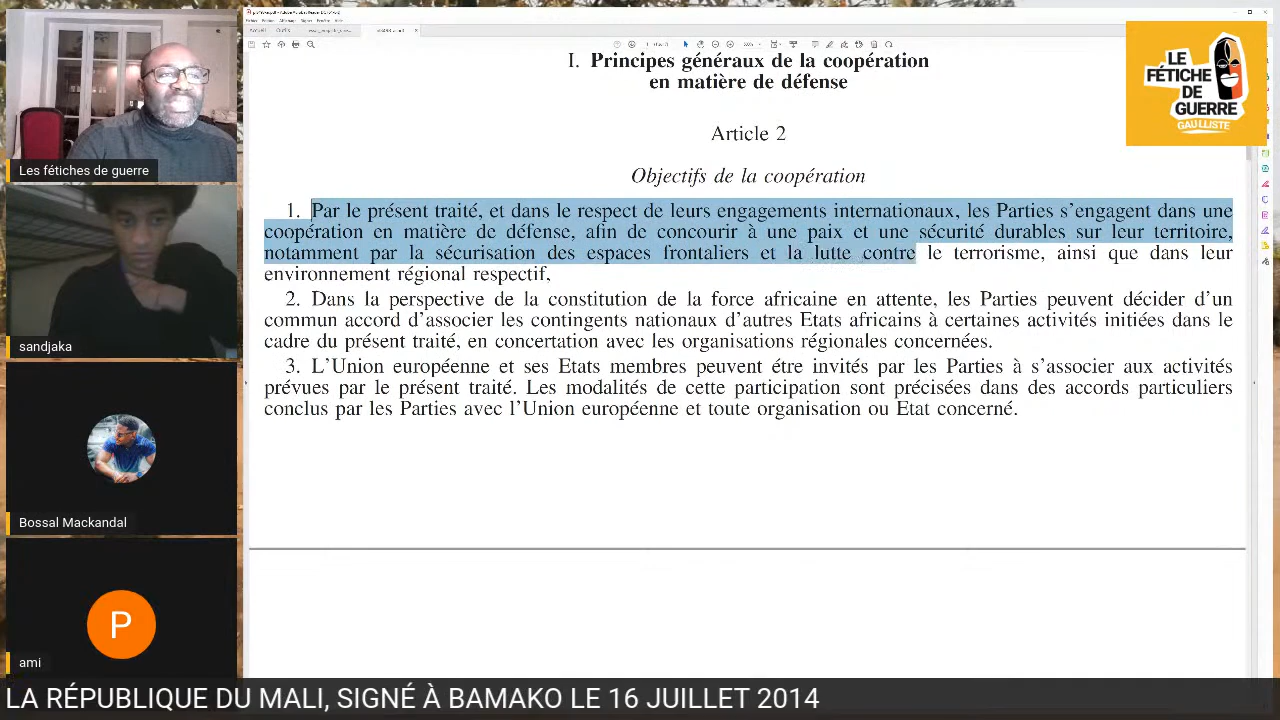 I. Principes généraux de la coopération
en matière de défense
Article 2
Objectifs de la coopération
1. Par le présent traité, et dans le respect de leurs engagements internationaux, les Parties s’engagent dans une
coopération en matière de défense, afin de concourir à une paix et une sécurité durables sur leur territoire,
notamment par la sécurisation des espaces frontaliers et la lutte contre le terrorisme, ainsi que dans leur
environnement régional respectif,
2. Dans la perspective de la constitution de la force africaine en attente, les Parties peuvent décider d’un
commun accord d’associer les contingents nationaux d’autres Etats africains à certaines activités initiées dans le
cadre du présent traité, en concertation avec les organisations régionales concernées.
3. L’Union européenne et ses Etats membres peuvent étre invités par les Parties à s’associer aux activités
prévues par le présent traité. Les modalités de cette participation sont précisées dans des accords particuliers
conclus par les Parties avec l’Union européenne et toute organisation ou Etat concerné.
LE
FÉTICHE
DE
GUERRE
GAULLISTE
Les fétiches de guerre
sandjaka
Bossal Mackandal
P
ami
LA RÉPUBLIQUE DU MALI, SIGNÉ À BAMAKO LE 16 JUILLET 2014